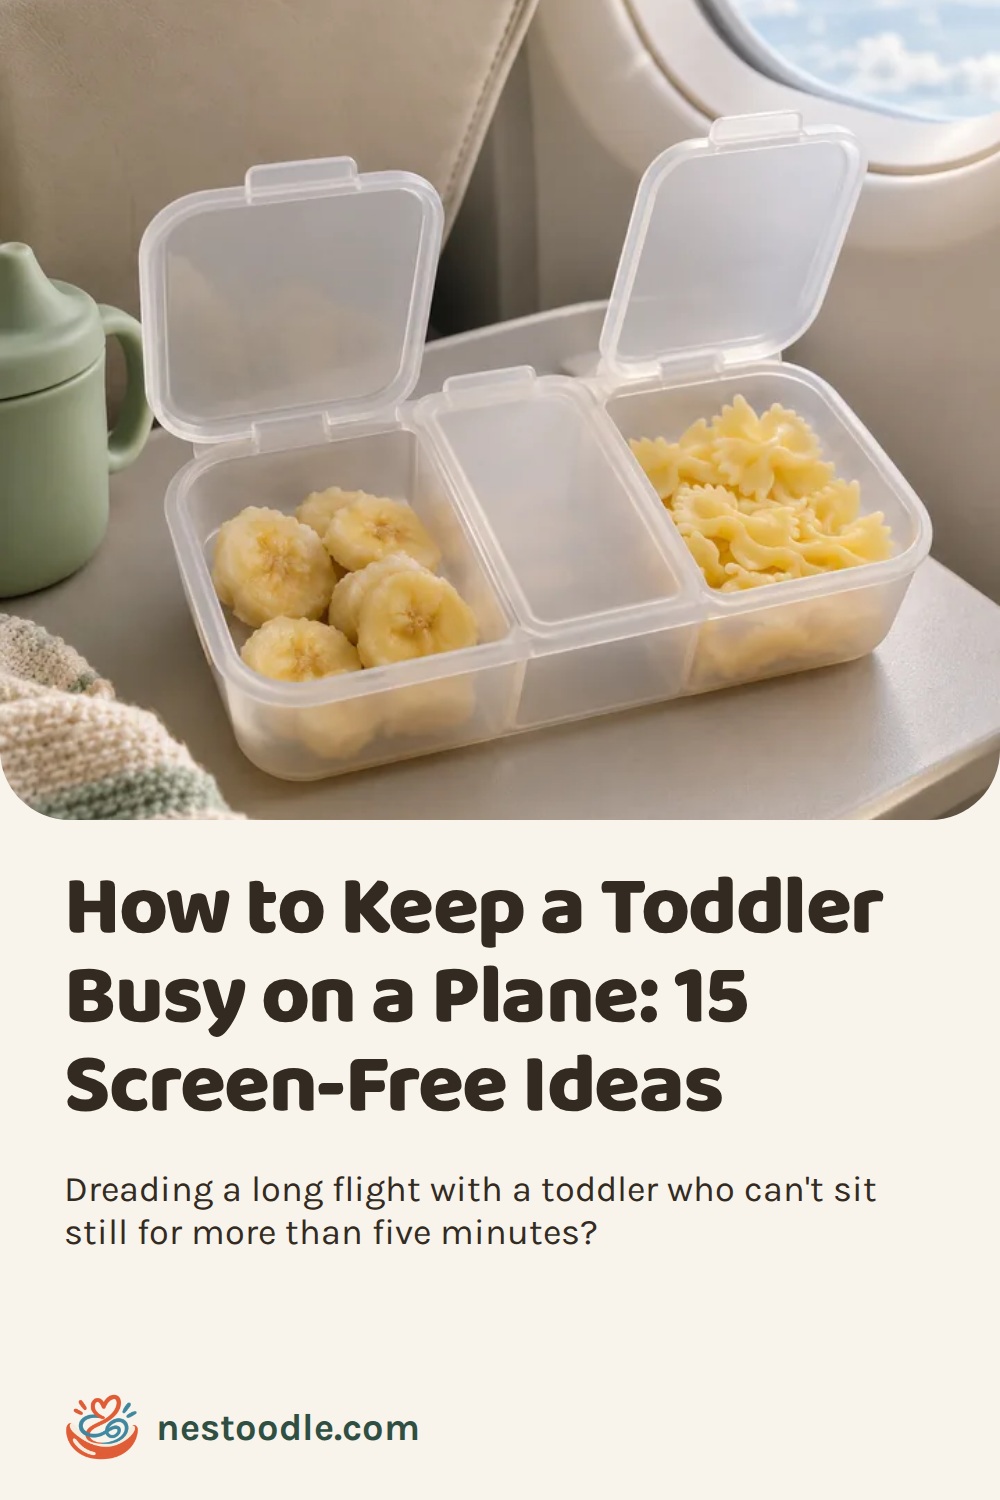 How to Keep a Toddler
Busy on a Plane: 15
Screen-Free Ideas
Dreading a long flight with a toddler who can't sit
still for more than five minutes?
nestoodle.com